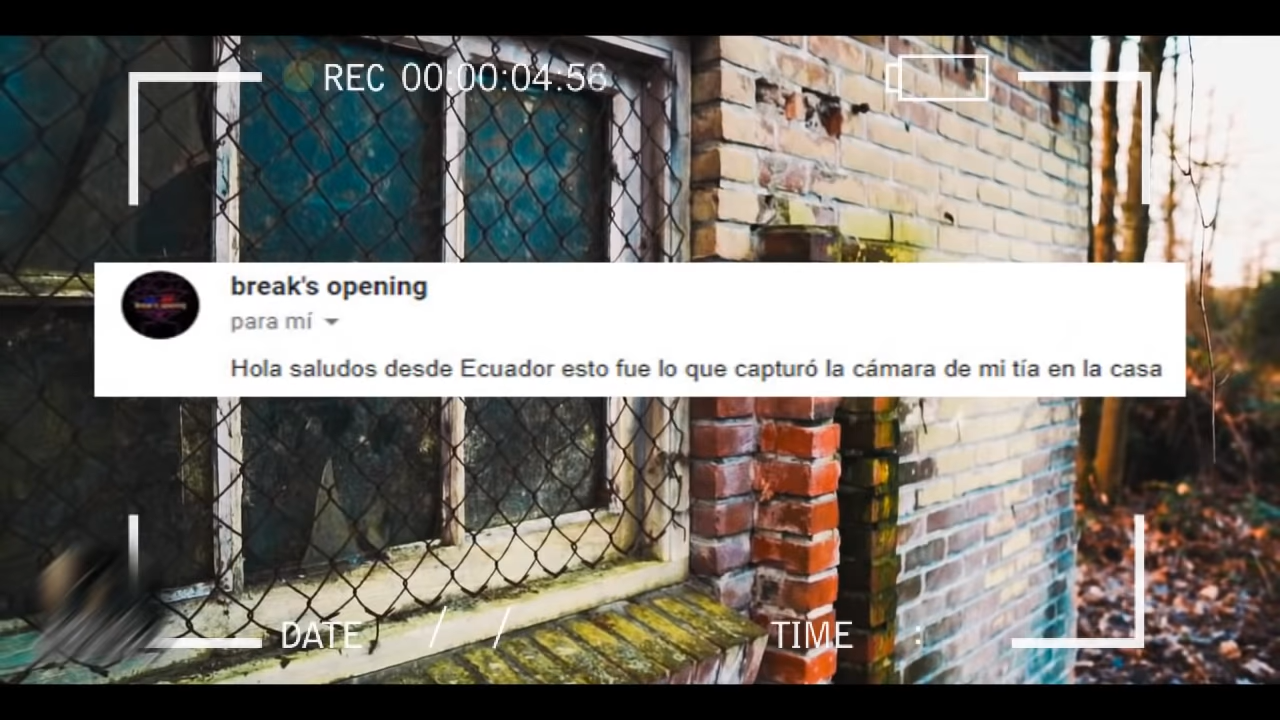 REC 00:00:04:56
break's opening
para mí
Hola saludos desde Ecuador esto fue lo que capturó la cámara de mi tía en la casa
DATE / /
TIME :